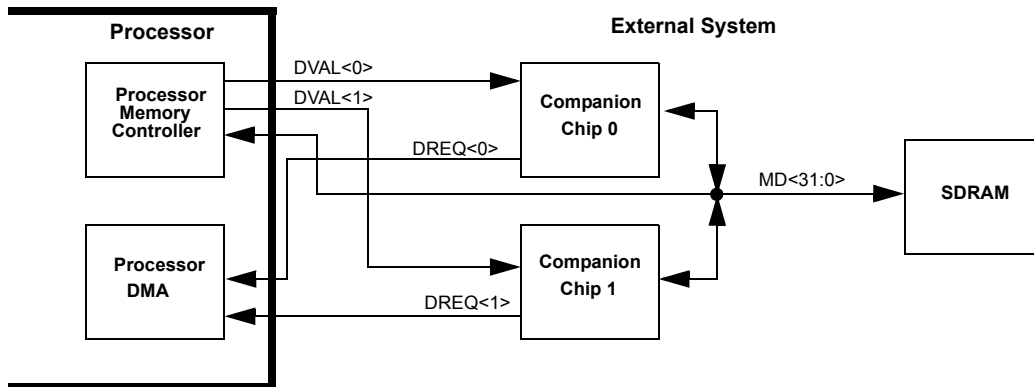 Processor
External System
Processor
Memory
Controller
DVAL<0>
DVAL<1>
DREQ<0>
Companion
Chip 0
MD<31:0>
SDRAM
Processor
DMA
DREQ<1>
Companion
Chip 1